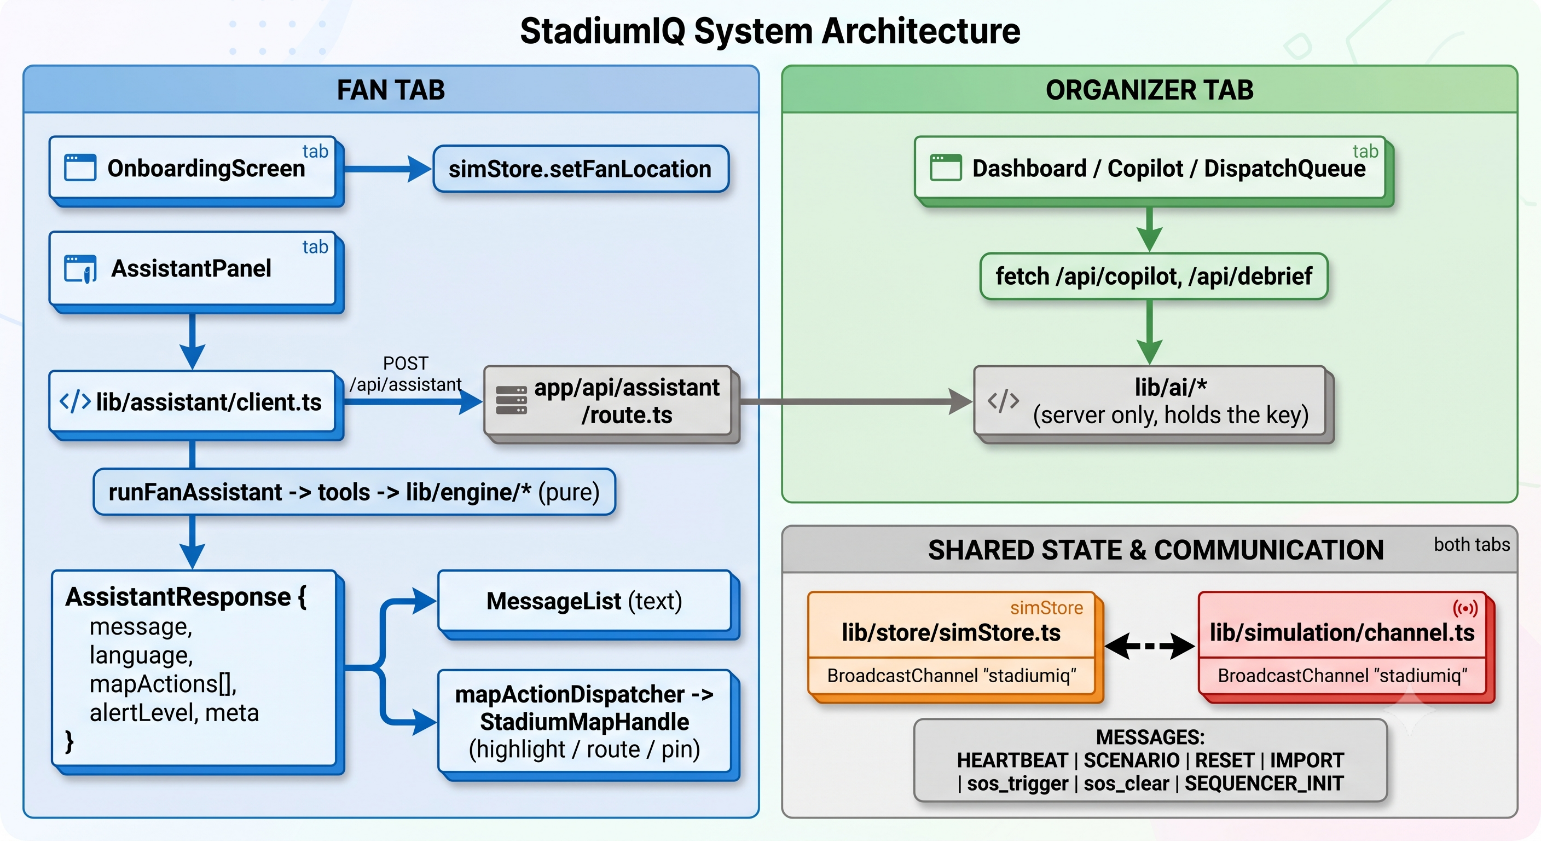 StadiumIQ System Architecture
FAN TAB
tab
OnboardingScreen
simStore.setFanLocation
tab
AssistantPanel
</> lib/assistant/client.ts
POST
/api/assistant
app/api/assistant
/route.ts
runFanAssistant -> tools -> lib/engine/* (pure)
AssistantResponse {
message,
language,
mapActions[],
alertLevel, meta
}
MessageList (text)
mapActionDispatcher ->
StadiumMapHandle
(highlight / route / pin)
ORGANIZER TAB
tab
Dashboard / Copilot / DispatchQueue
fetch /api/copilot, /api/debrief
</>
lib/ai/*
(server only, holds the key)
SHARED STATE & COMMUNICATION
both tabs
simStore
lib/store/simStore.ts
BroadcastChannel "stadiumiq"
lib/simulation/channel.ts
BroadcastChannel "stadiumiq"
MESSAGES:
HEARTBEAT | SCENARIO | RESET | IMPORT
| sos_trigger | sos_clear | SEQUENCER_INIT